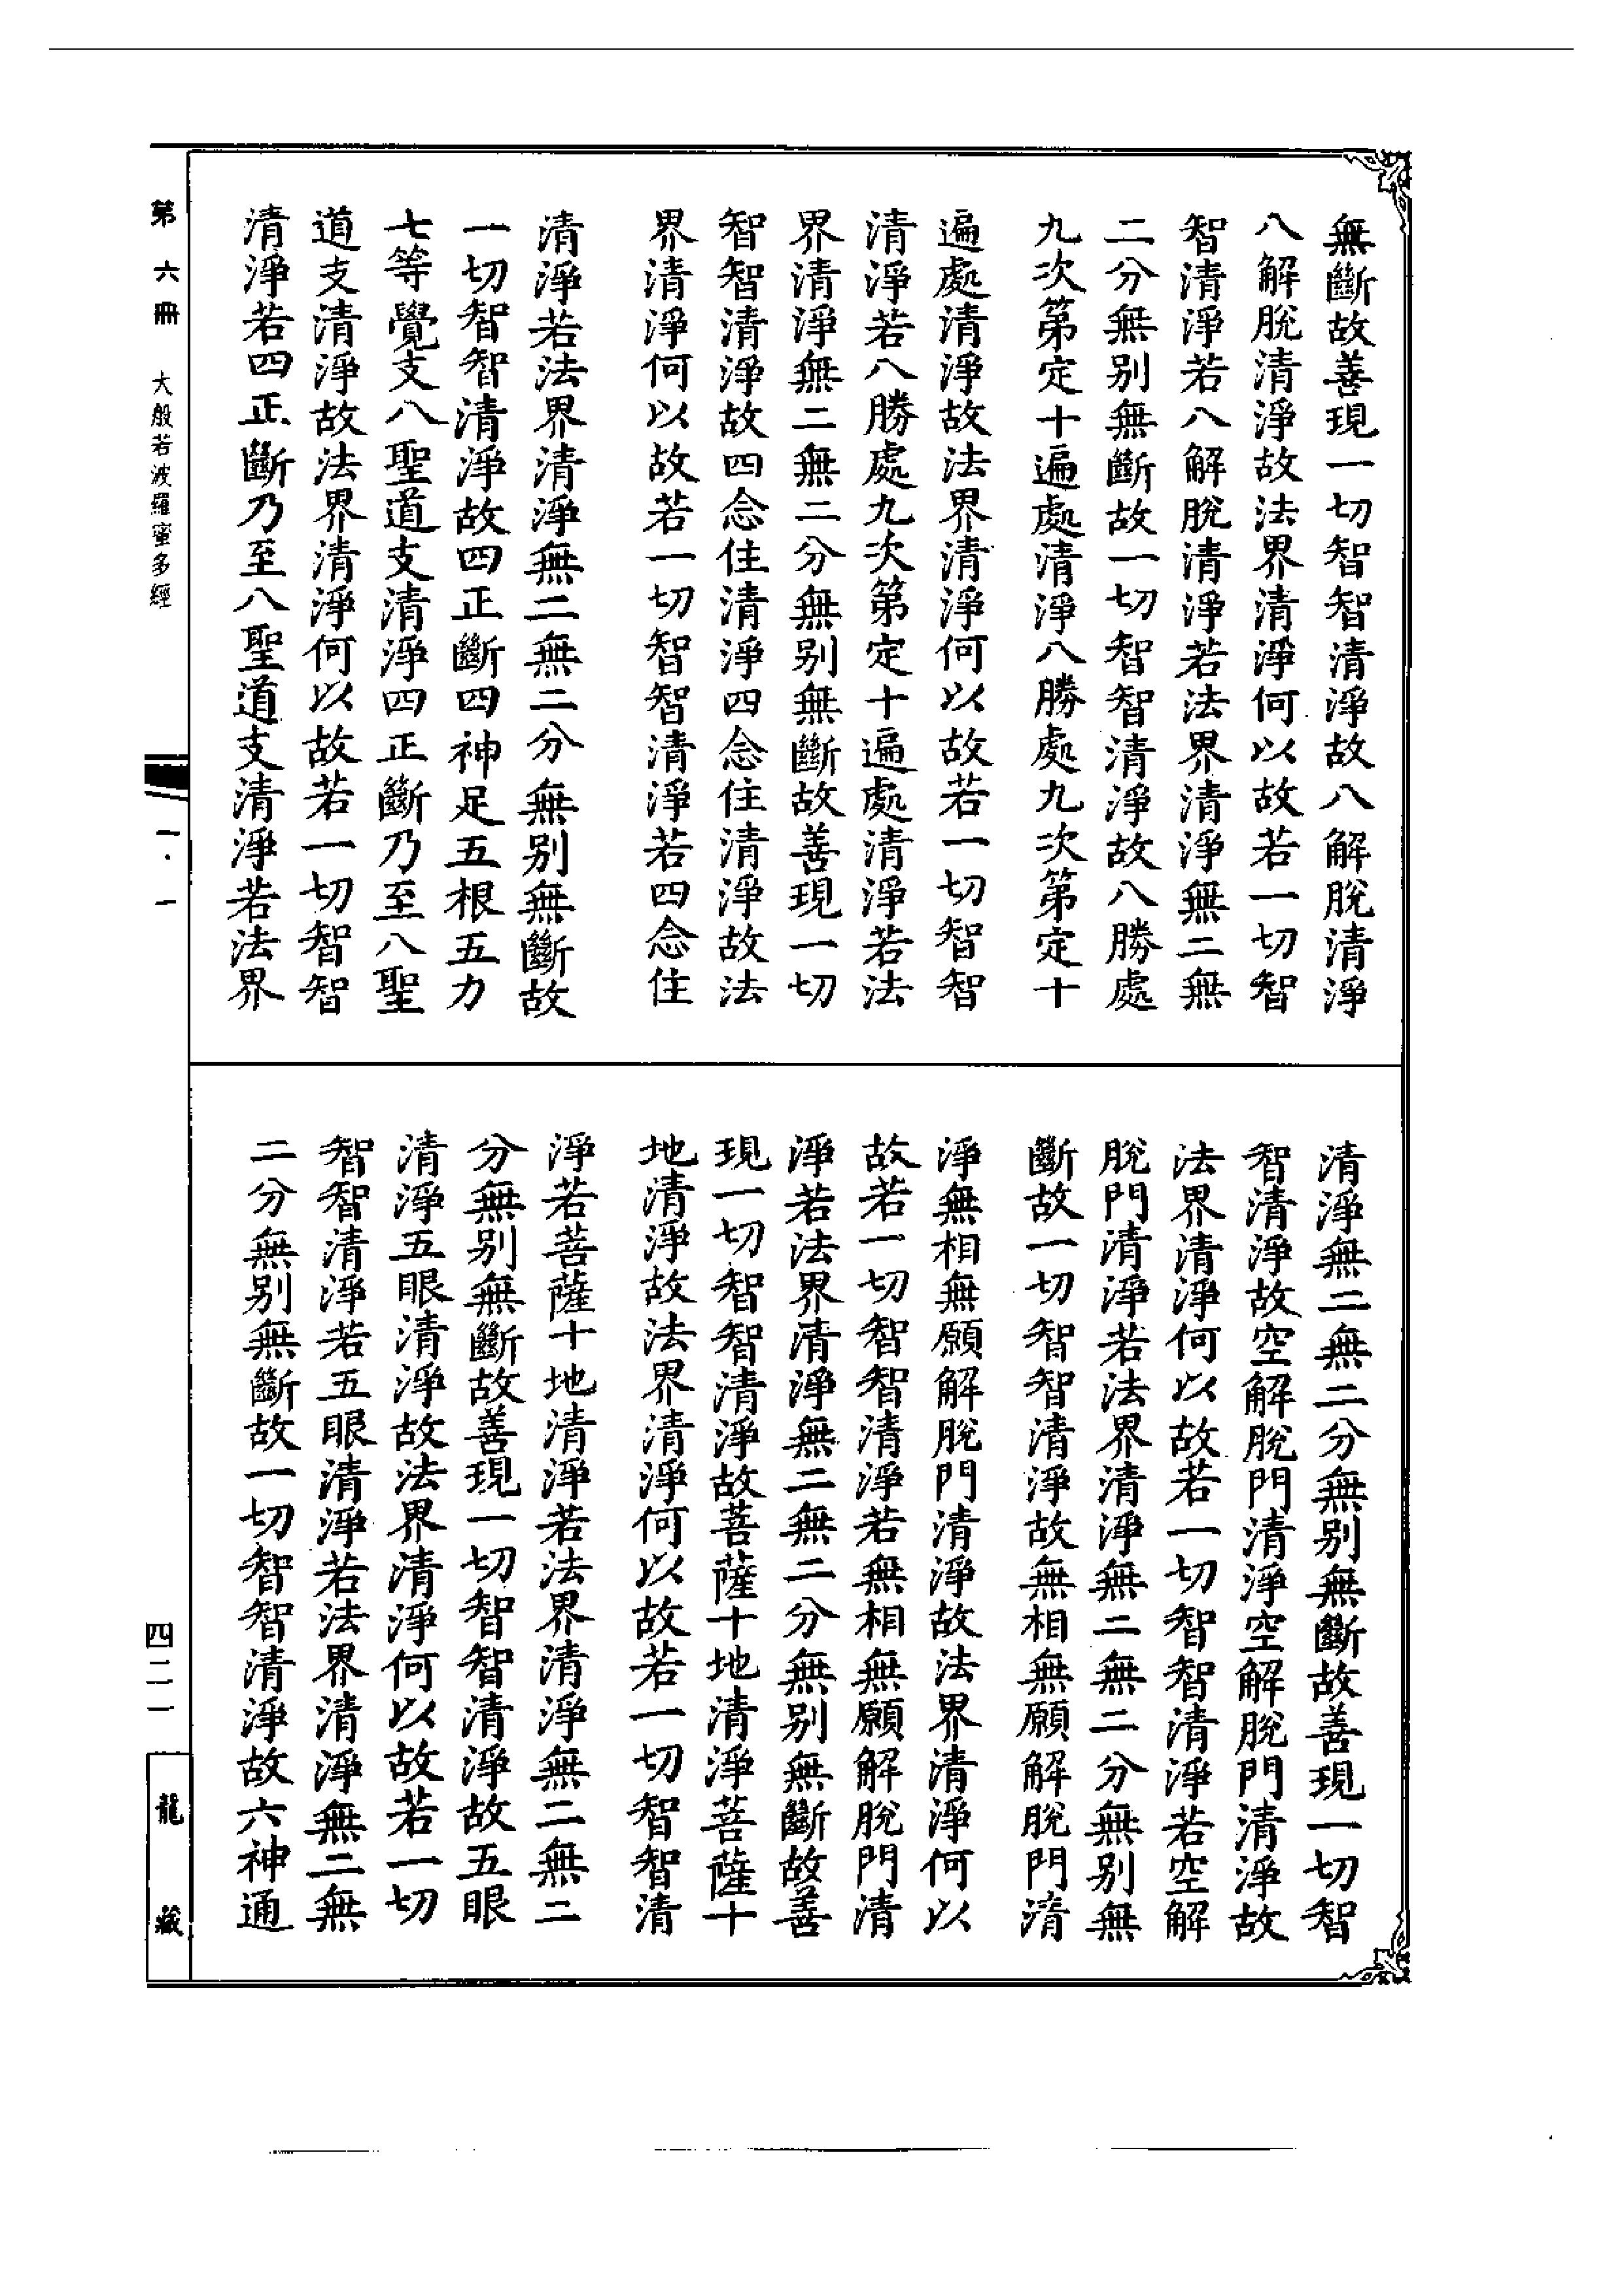 無斷故善現一切智智清淨故八解脫清淨
八解脫清淨故法界清淨何以故若一切智
智清淨若八解脫清淨若法界清淨無二無
二分無別無斷故一切智智清淨故八勝處
九次第定十遍處清淨八勝處九次第定十
遍處清淨故法界清淨何以故若一切智智
清淨若八勝處九次第定十遍處清淨若法
界清淨無二無二分無別無斷故善現一切
智智清淨故四念住清淨四念住清淨故法
界清淨何以故若一切智智清淨若四念住
清淨若法界清淨無二無二分無別無斷故
一切智智清淨故四正斷四神足五根五力
七等覺支八聖道支清淨四正斷乃至八聖
道支清淨故法界清淨何以故若一切智智
清淨若四正斷乃至八聖道支清淨若法界
清淨無二無二分無別無斷故善現一切智
智清淨故空解脫門清淨空解脫門清淨故
法界清淨何以故若一切智智清淨若空解
脫門清淨若法界清淨無二無二分無別無
斷故一切智智清淨故無相無願解脫門清
淨無相無願解脫門清淨故法界清淨何以
故若一切智智清淨若無相無願解脫門清
淨若法界清淨無二無二分無別無斷故善
現一切智智清淨故菩薩十地清淨菩薩十
地清淨故法界清淨何以故若一切智智清
淨若菩薩十地清淨若法界清淨無二無二
分無別無斷故善現一切智智清淨故五眼
清淨五眼清淨故法界清淨何以故若一切
智智清淨若五眼清淨若法界清淨無二無
二分無別無斷故一切智智清淨故六神通
第六冊 大般若波羅蜜多經
一·一
四二一
龍藏